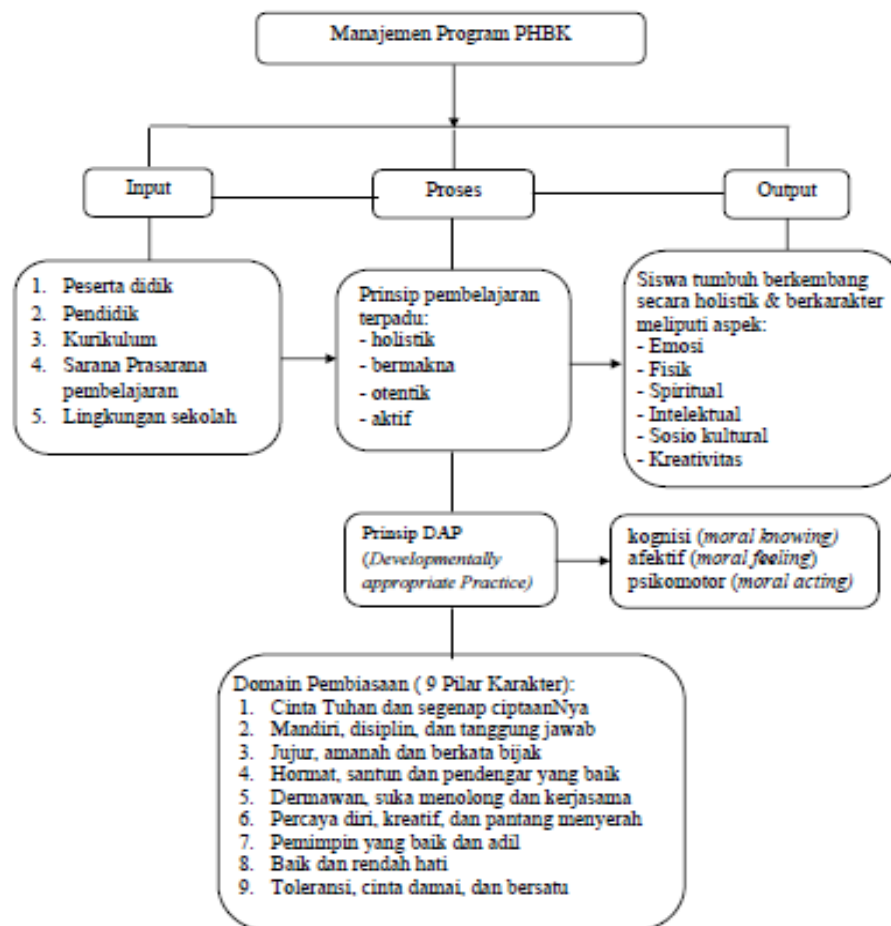 Manajemen Program PHBK
Input
Proses
Output
1. Peserta didik
2. Pendidik
3. Kurikulum
4. Sarana Prasarana
pembelajaran
5. Lingkungan sekolah
Prinsip pembelajaran
terpadu:
- holistik
- bermakna
- otentik
- aktif
Siswa tumbuh berkembang
secara holistik & berkarakter
meliputi aspek:
- Emosi
- Fisik
- Spiritual
- Intelektual
- Sosio kultural
- Kreativitas
Prinsip DAP
(Developmentally
appropriate Practice)
kognisi (moral knowing)
afektif (moral feeling)
psikomotor (moral acting)
Domain Pembiasaan ( 9 Pilar Karakter):
1. Cinta Tuhan dan segenap ciptaanNya
2. Mandiri, disiplin, dan tanggung jawab
3. Jujur, amanah dan berkata bijak
4. Hormat, santun dan pendengar yang baik
5. Dermawan, suka menolong dan kerjasama
6. Percaya diri, kreatif, dan pantang menyerah
7. Pemimpin yang baik dan adil
8. Baik dan rendah hati
9. Toleransi, cinta damai, dan bersatu